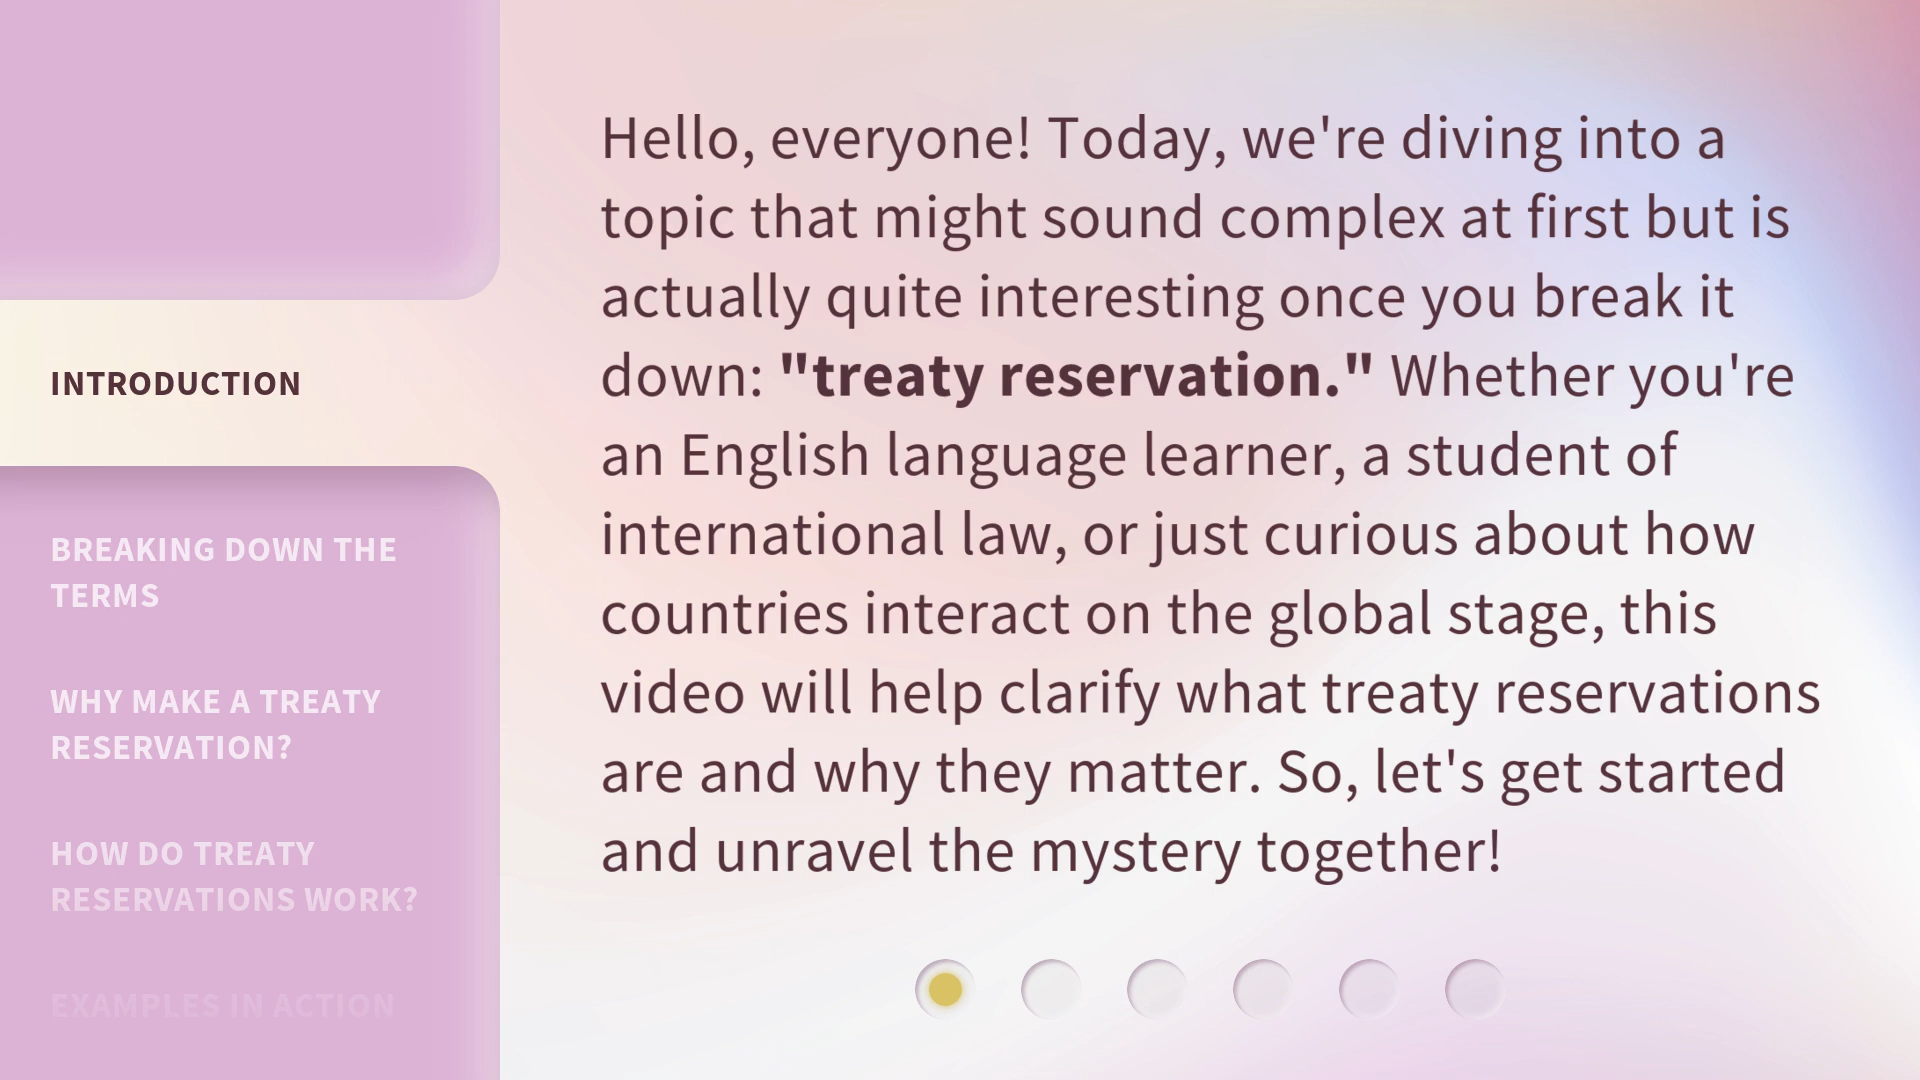 INTRODUCTION
BREAKING DOWN THE
TERMS
WHY MAKE A TREATY
RESERVATION?
HOW DO TREATY
RESERVATIONS WORK?
EXAMPLES IN ACTION
Hello, everyone! Today, we're diving into a
topic that might sound complex at first but is
actually quite interesting once you break it
down: "treaty reservation." Whether you're
an English language learner, a student of
international law, or just curious about how
countries interact on the global stage, this
video will help clarify what treaty reservations
are and why they matter. So, let's get started
and unravel the mystery together!